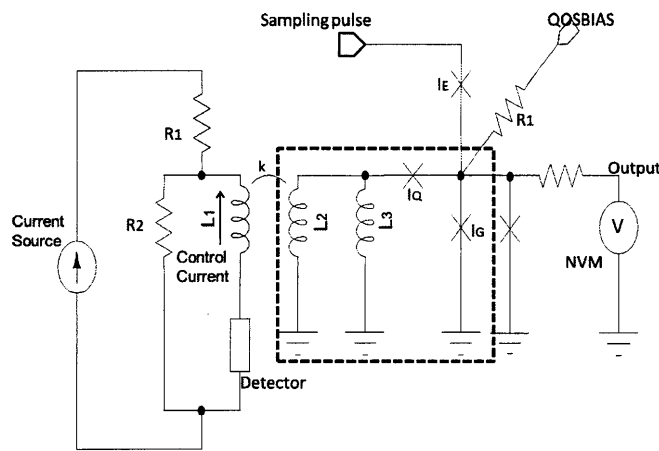 Sampling pulse
QOSBIAS
IE
R1
R1
k
Output
IQ
L1
L2
L3
R2
IG
V
Current
Source
Control
Current
NVM
Detector